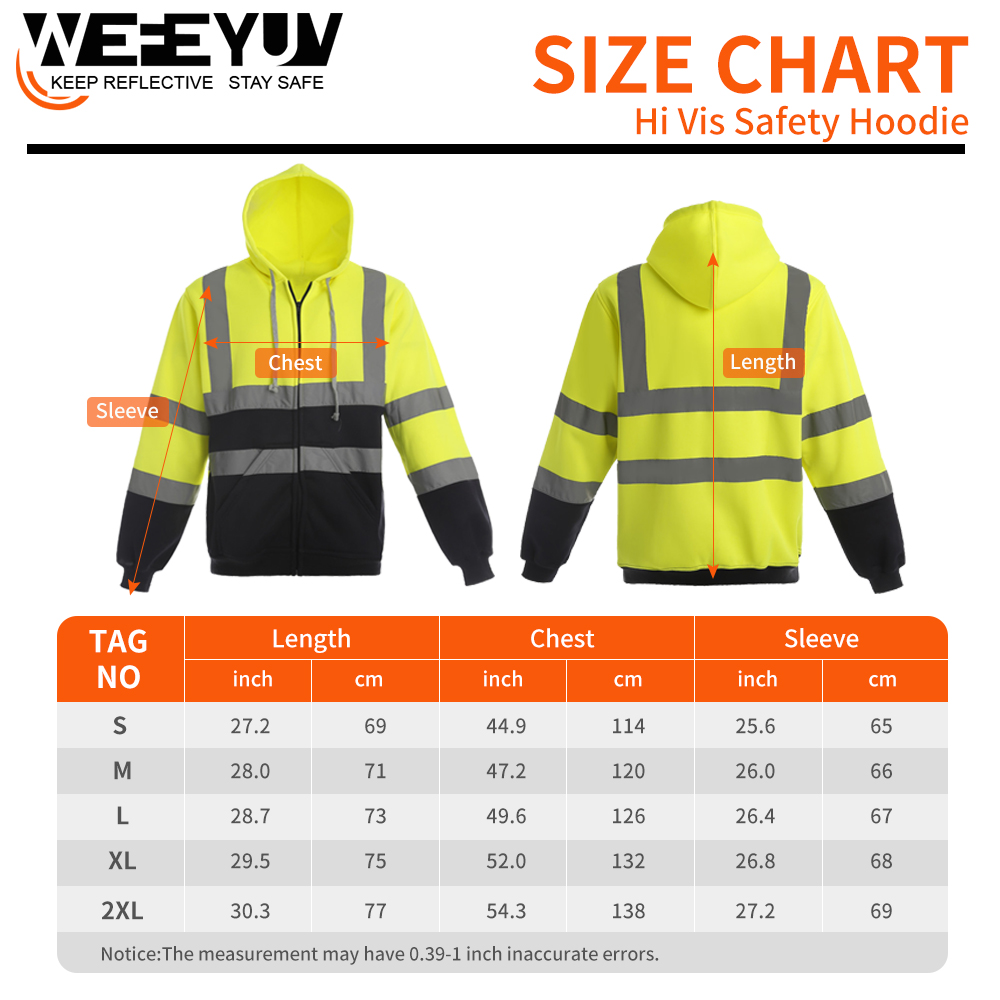 WEFEYUV
KEEP REFLECTIVE STAY SAFE
SIZE CHART
Hi Vis Safety Hoodie
Chest
Sleeve
Length
TAG NO Length Chest Sleeve
inch cm inch cm inch cm
S 27.2 69 44.9 114 25.6 65
M 28.0 71 47.2 120 26.0 66
L 28.7 73 49.6 126 26.4 67
XL 29.5 75 52.0 132 26.8 68
2XL 30.3 77 54.3 138 27.2 69
Notice:The measurement may have 0.39-1 inch inaccurate errors.